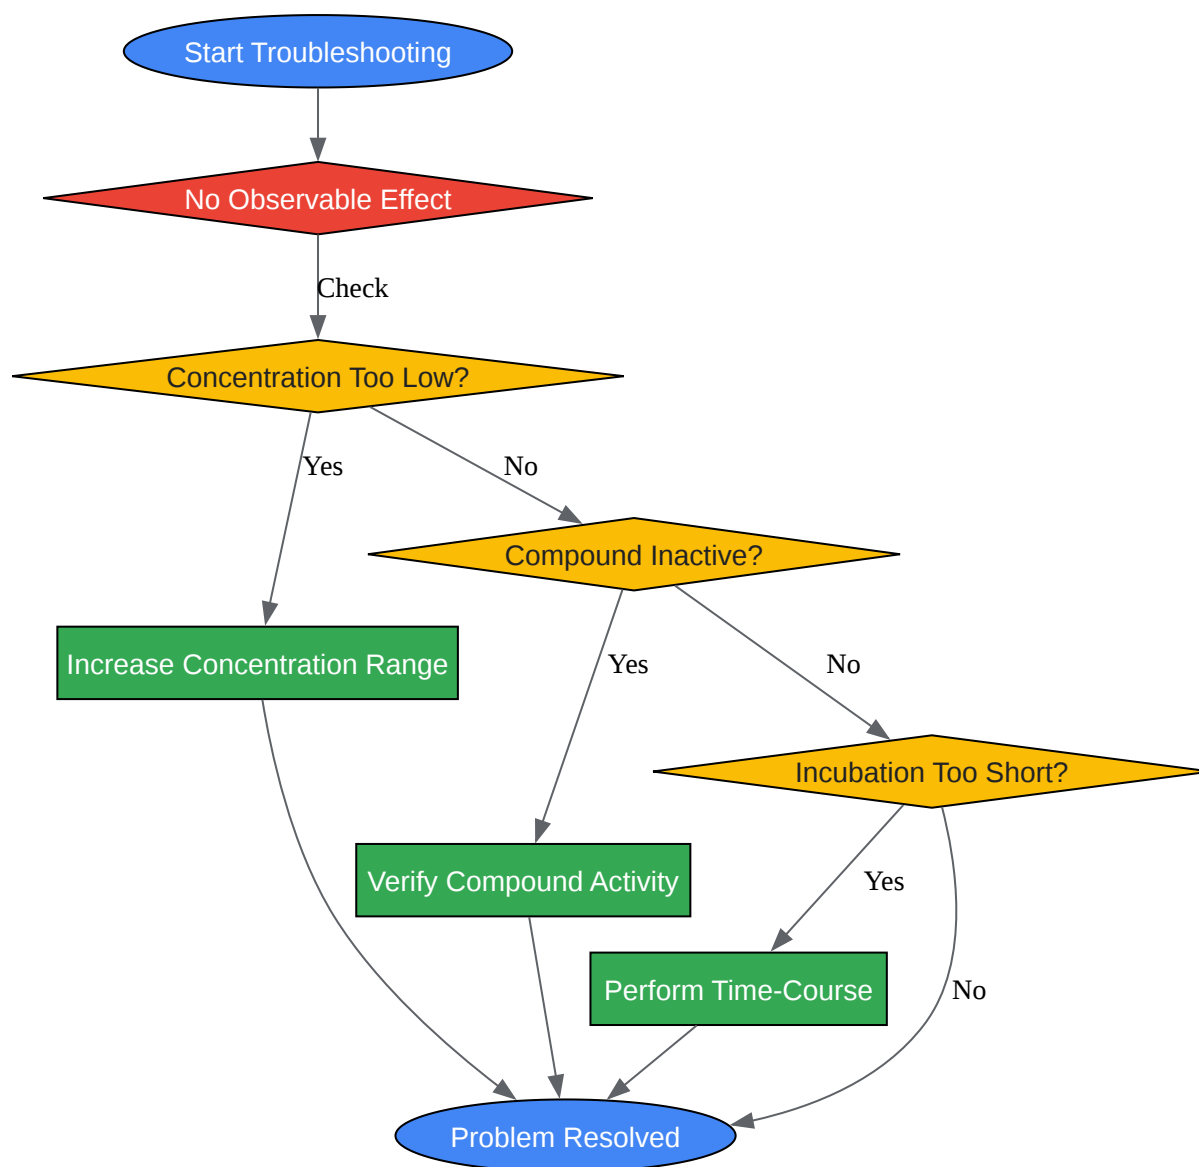 Start Troubleshooting
No Observable Effect
Check
Concentration Too Low?
Yes
No
Compound Inactive?
Increase Concentration Range
Yes
No
Incubation Too Short?
Verify Compound Activity
Yes
Perform Time-Course
No
Problem Resolved